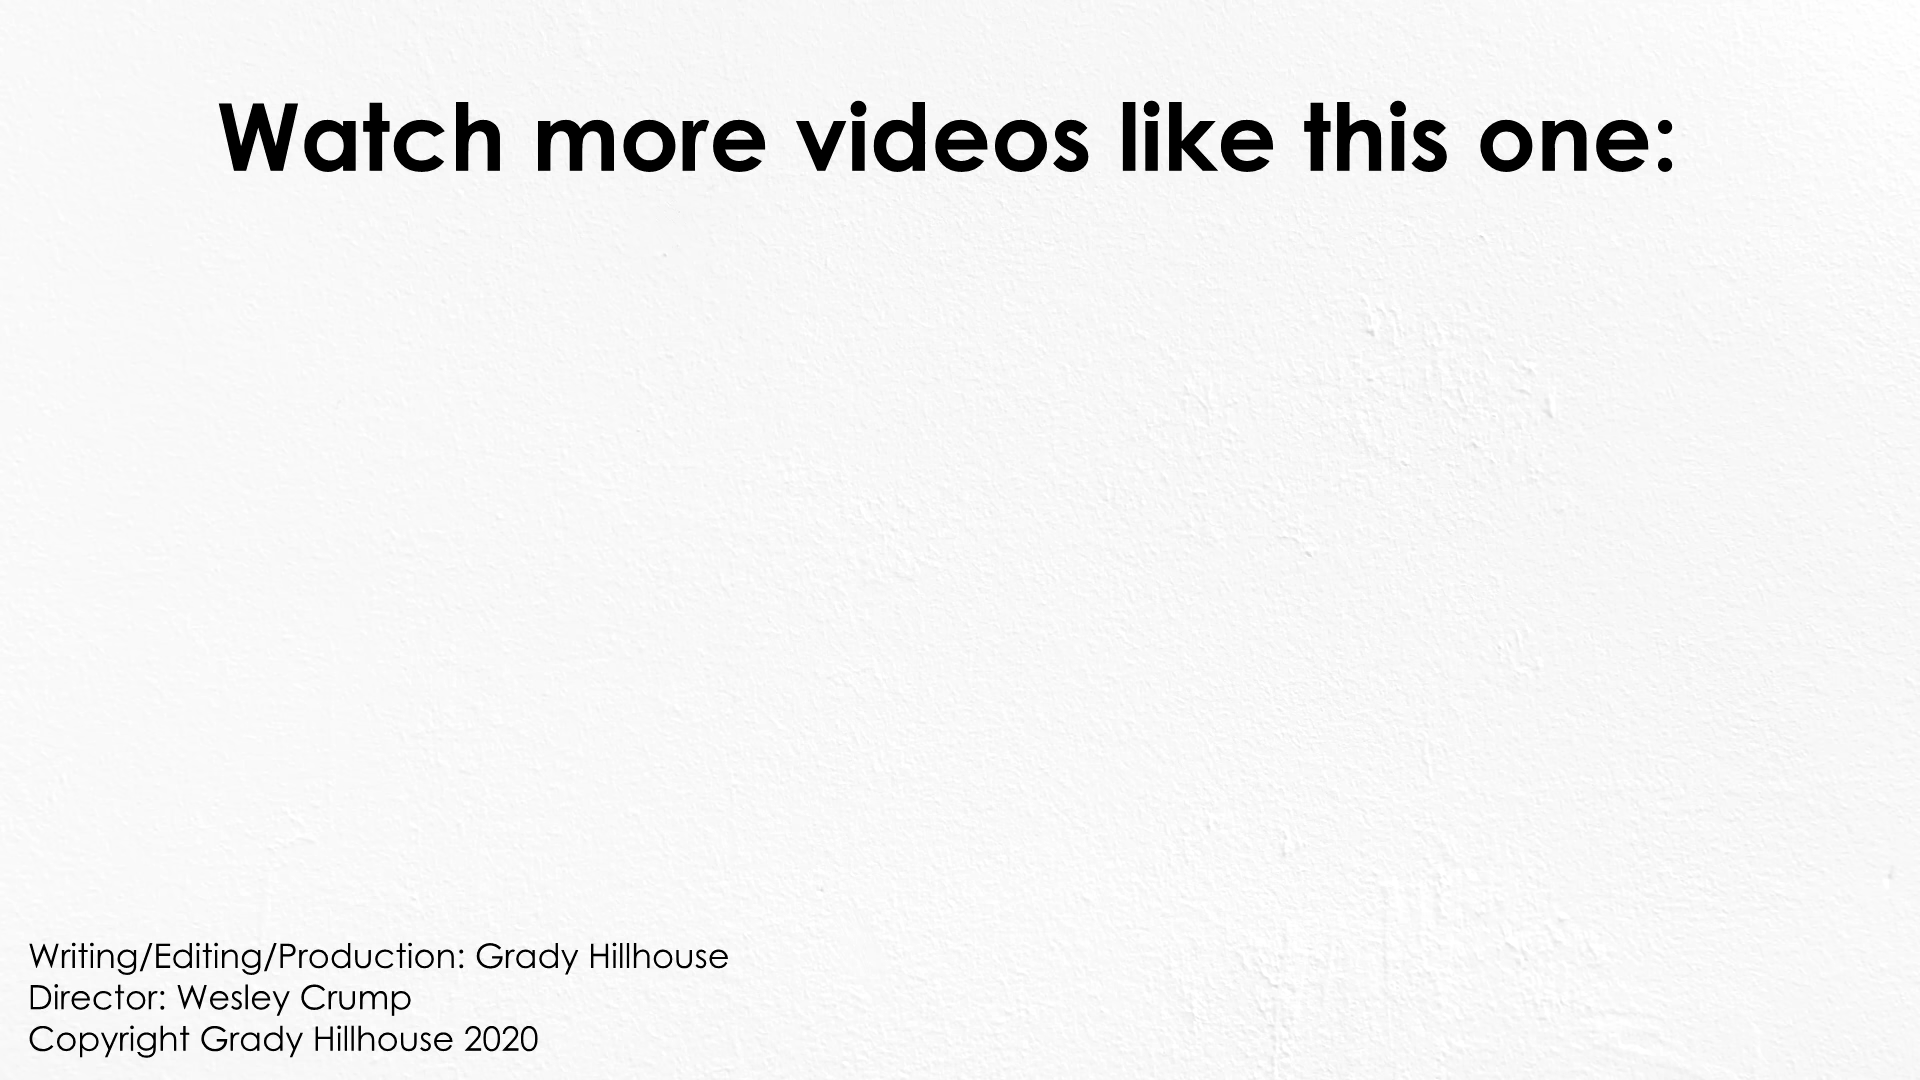 Watch more videos like this one:
Writing/Editing/Production: Grady Hillhouse
Director: Wesley Crump
Copyright Grady Hillhouse 2020